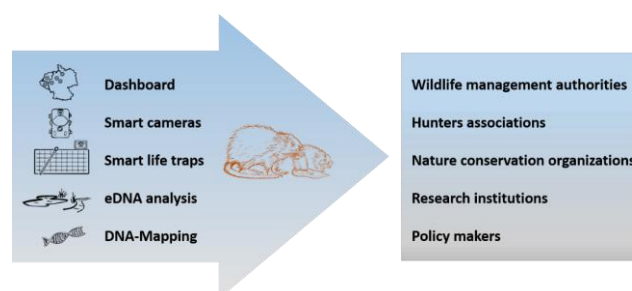 Dashboard
Smart cameras
Smart life traps
eDNA analysis
DNA-Mapping
Wildlife management authorities
Hunters associations
Nature conservation organizations
Research institutions
Policy makers